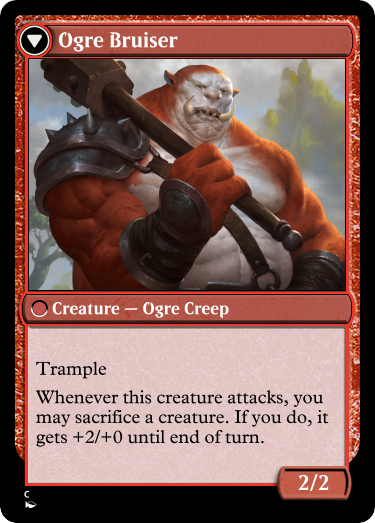 Ogre Bruiser
Creature — Ogre Creep
Trample
Whenever this creature attacks, you
may sacrifice a creature. If you do, it
gets +2/+0 until end of turn.
2/2
C